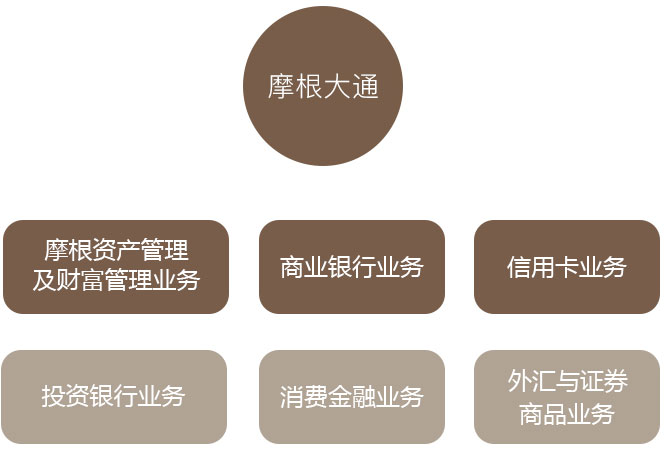 摩根大通
摩根资产管理
及财富管理业务
商业银行业务
信用卡业务
投资银行业务
消费金融业务
外汇与证券
商品业务